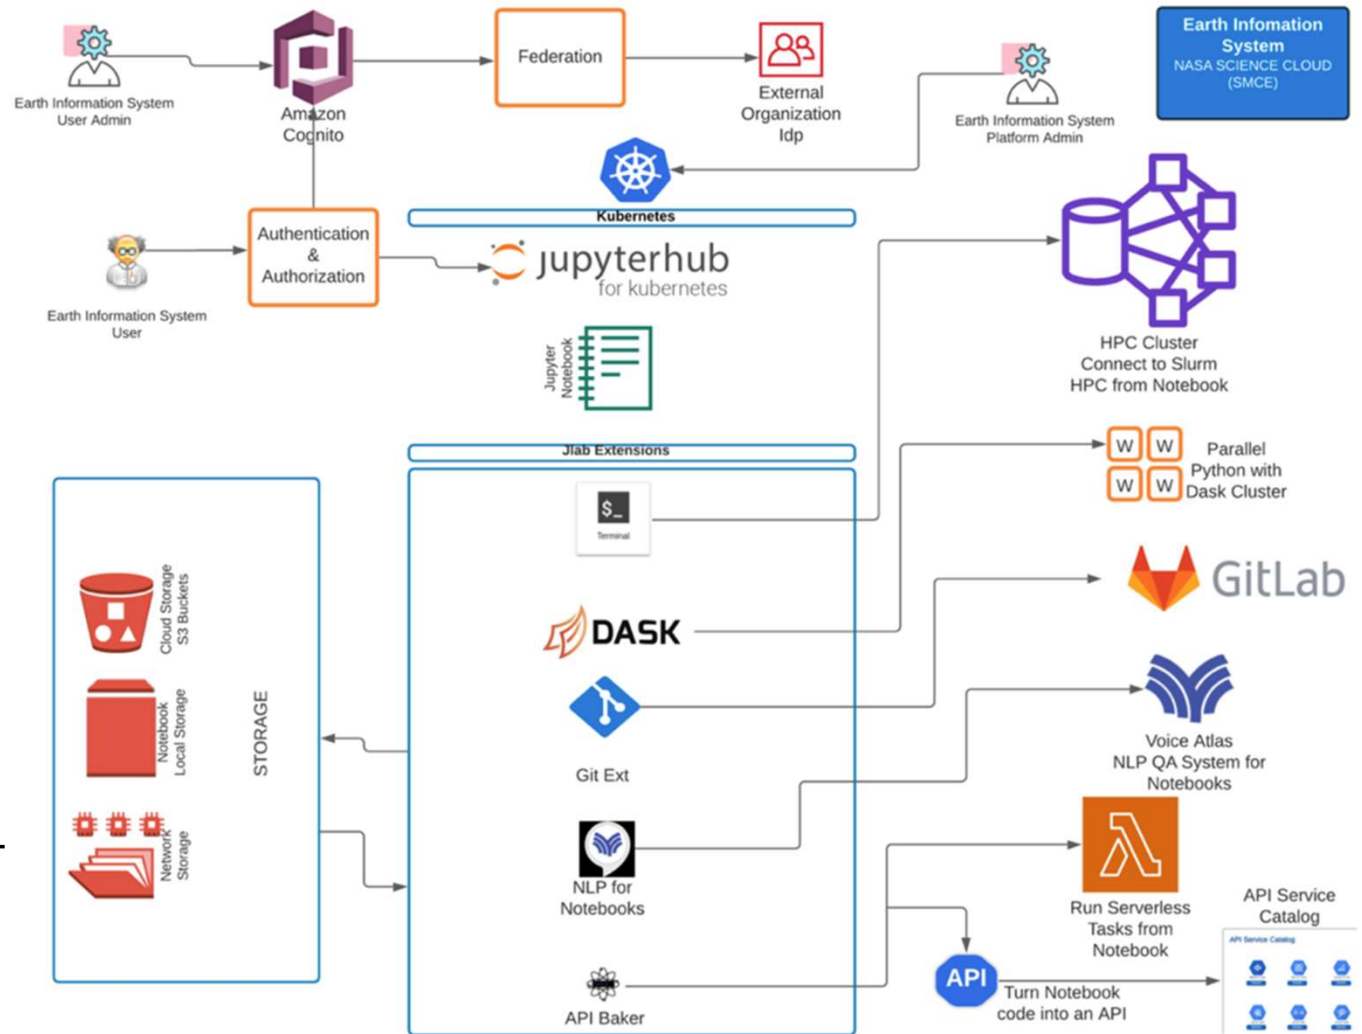 Earth Information System
User Admin
Amazon
Cognito
Federation
External
Organization
Idp
Earth Information System
Platform Admin
Earth Infomation
System
NASA SCIENCE CLOUD
(SMCE)
Authentication
&
Authorization
Earth Information System
User
Kubernetes
jupyterhub
for kubernetes
Jupyter
Notebook
HPC Cluster
Connect to Slurm
HPC from Notebook
Jlab Extensions
$_
Terminal
W W
W W
Parallel
Python with
Dask Cluster
DASK
GitLab
Git Ext
Voice Atlas
NLP QA System for
Notebooks
NLP for
Notebooks
Run Serverless
Tasks from
Notebook
API Baker
API
Turn Notebook
code into an API
API Service
Catalog
API Service Catalog
STORAGE
Cloud Storage
S3 Buckets
Notebook
Local Storage
Network
Storage